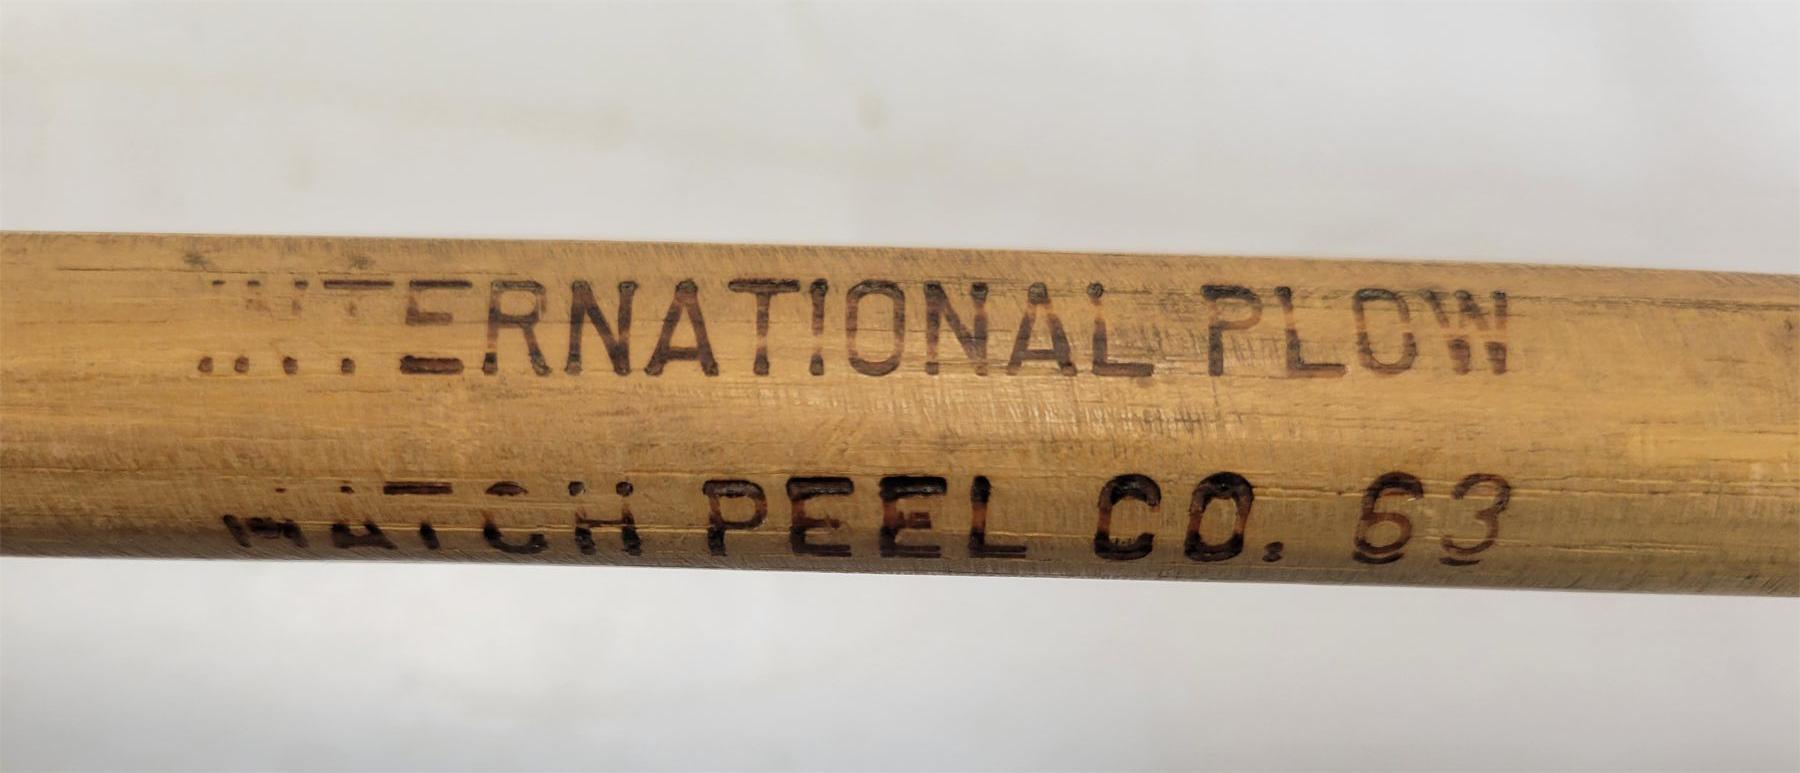 INTERNATIONAL PLOW
MATCH PEEL CO. 63